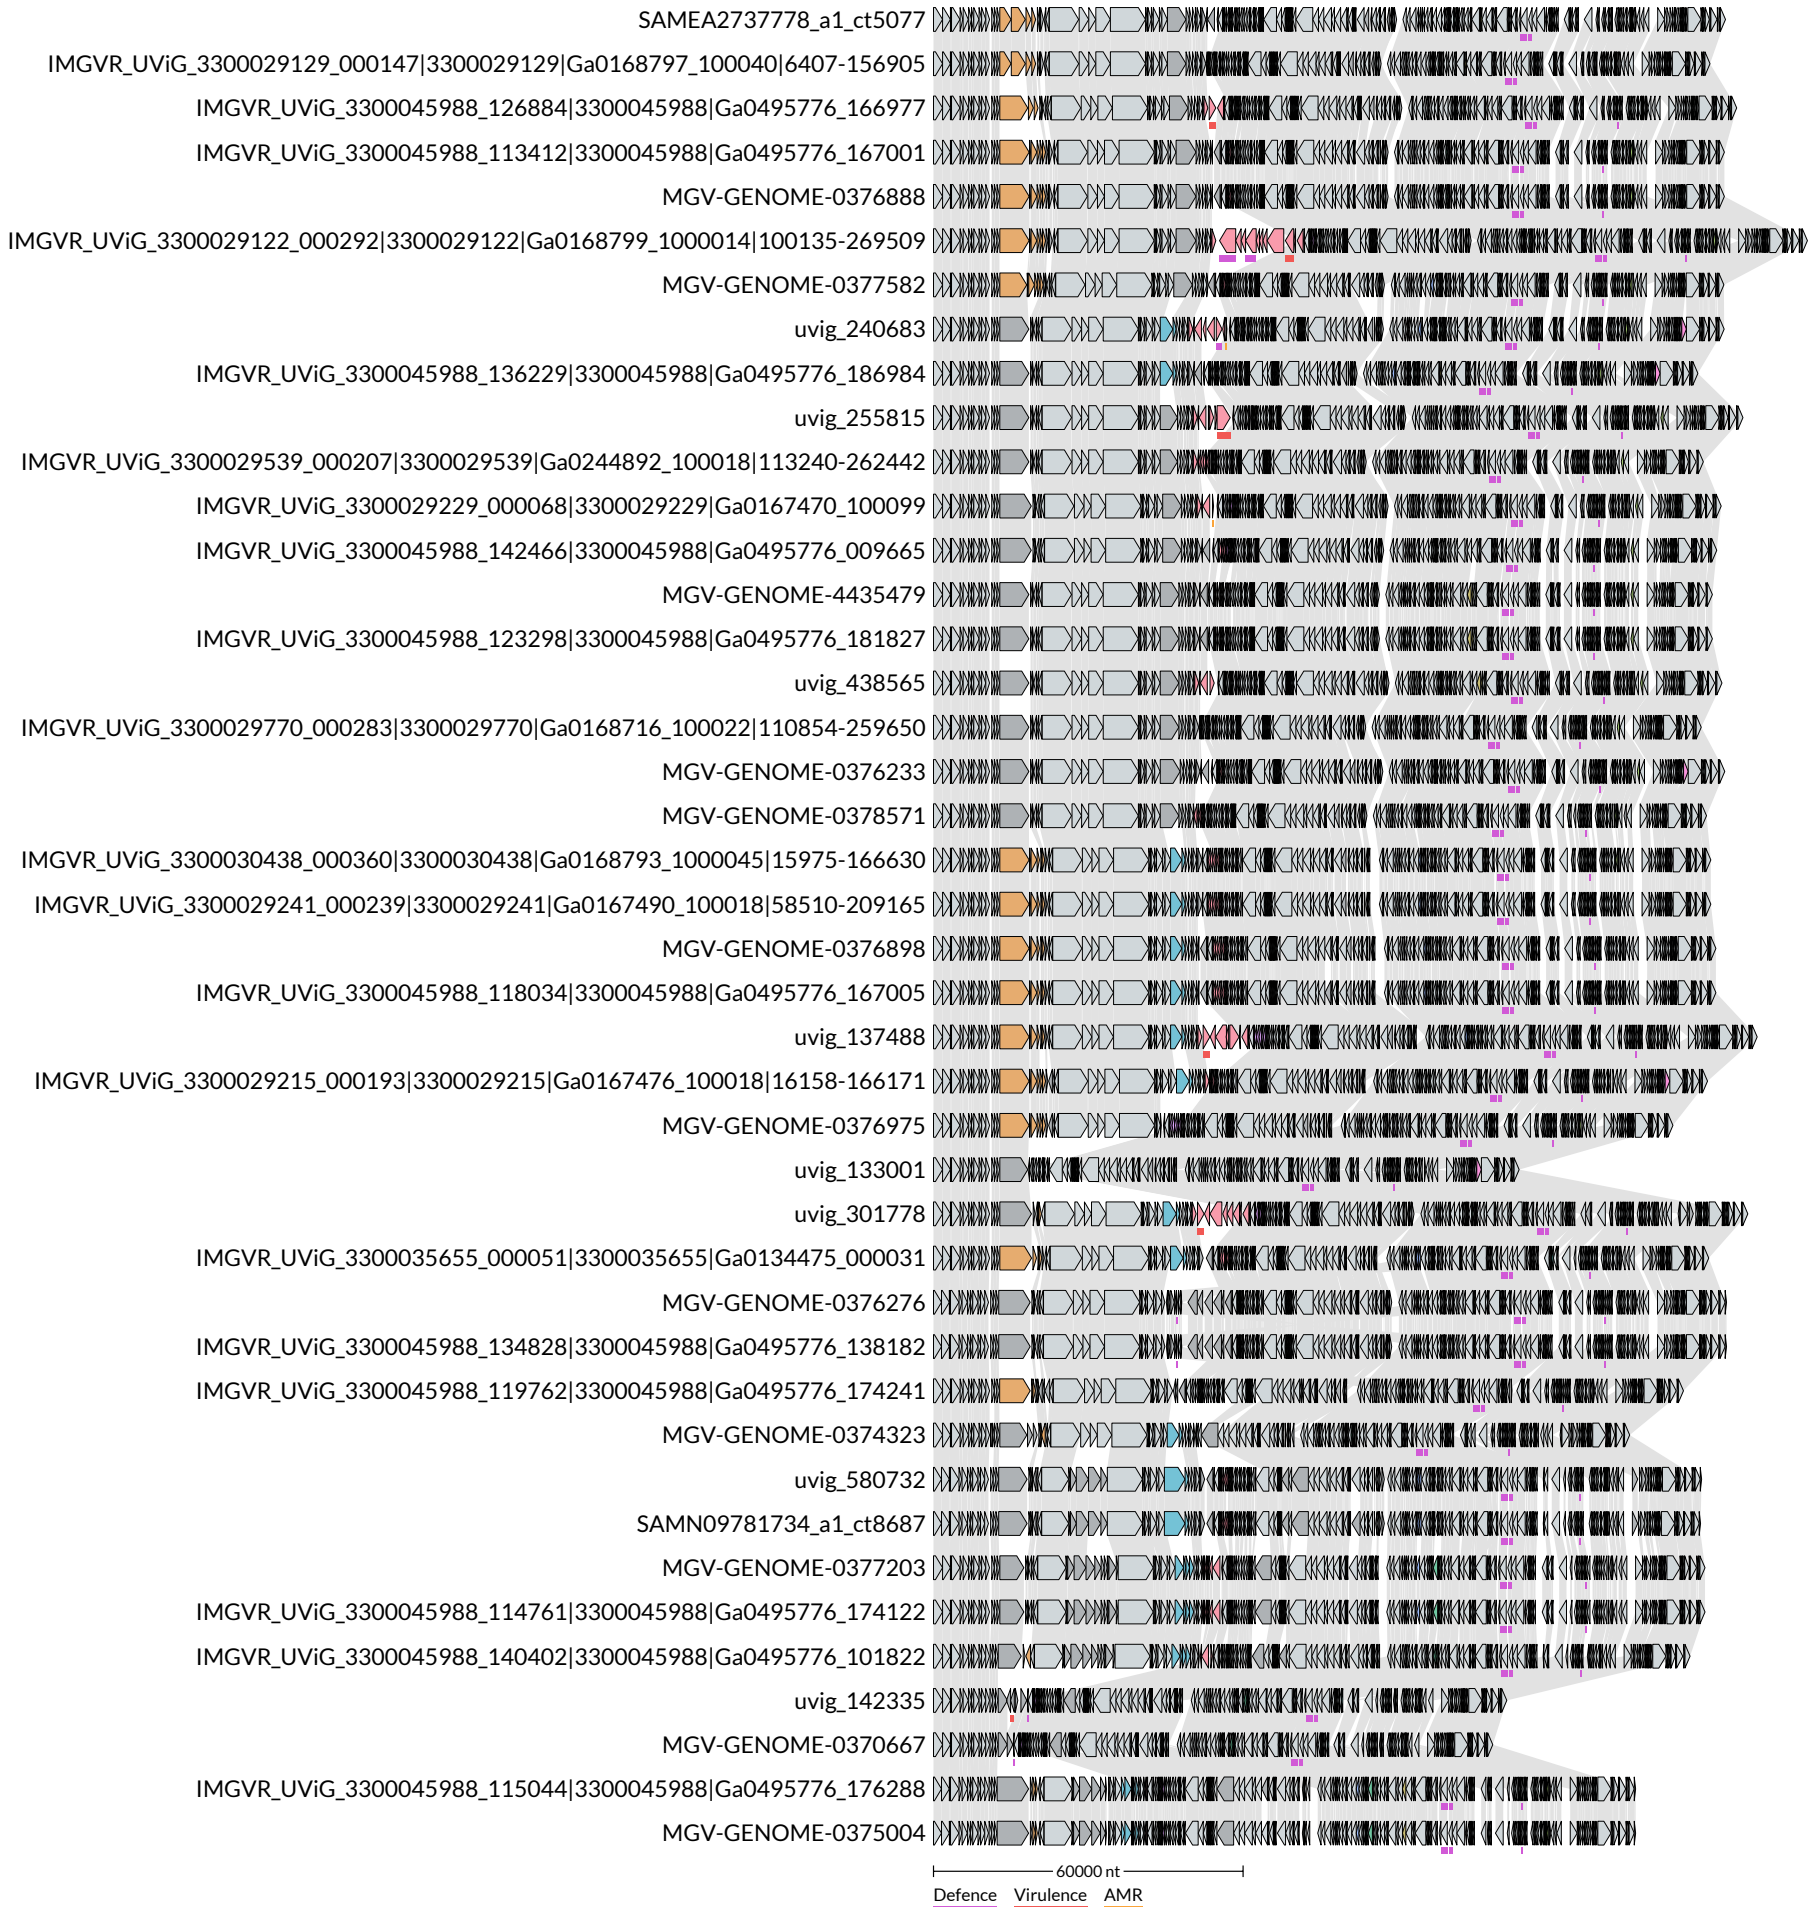 SAMEA2737778_a1_ct5077
IMGVR_UViG_3300029129_000147|3300029129|Ga0168797_100040|6407-156905
IMGVR_UViG_3300045988_126884|3300045988|Ga0495776_166977
IMGVR_UViG_3300045988_113412|3300045988|Ga0495776_167001
MGV-GENOME-0376888
IMGVR_UViG_3300029122_000292|3300029122|Ga0168799_1000014|100135-269509
MGV-GENOME-0377582
uvig_240683
IMGVR_UViG_3300045988_136229|3300045988|Ga0495776_186984
uvig_255815
IMGVR_UViG_3300029539_000207|3300029539|Ga0244892_100018|113240-262442
IMGVR_UViG_3300029229_000068|3300029229|Ga0167470_100099
IMGVR_UViG_3300045988_142466|3300045988|Ga0495776_009665
MGV-GENOME-4435479
IMGVR_UViG_3300045988_123298|3300045988|Ga0495776_181827
uvig_438565
IMGVR_UViG_3300029770_000283|3300029770|Ga0168716_100022|110854-259650
MGV-GENOME-0376233
MGV-GENOME-0378571
IMGVR_UViG_3300030438_000360|3300030438|Ga0168793_1000045|15975-166630
IMGVR_UViG_3300029241_000239|3300029241|Ga0167490_100018|58510-209165
MGV-GENOME-0376898
IMGVR_UViG_3300045988_118034|3300045988|Ga0495776_167005
uvig_137488
IMGVR_UViG_3300029215_000193|3300029215|Ga0167476_100018|16158-166171
MGV-GENOME-0376975
uvig_133001
uvig_301778
IMGVR_UViG_3300035655_000051|3300035655|Ga0134475_000031
MGV-GENOME-0376276
IMGVR_UViG_3300045988_134828|3300045988|Ga0495776_138182
IMGVR_UViG_3300045988_119762|3300045988|Ga0495776_174241
MGV-GENOME-0374323
uvig_580732
SAMN09781734_a1_ct8687
MGV-GENOME-0377203
IMGVR_UViG_3300045988_114761|3300045988|Ga0495776_174122
IMGVR_UViG_3300045988_140402|3300045988|Ga0495776_101822
uvig_142335
MGV-GENOME-0370667
IMGVR_UViG_3300045988_115044|3300045988|Ga0495776_176288
MGV-GENOME-0375004
60000 nt
Defence Virulence AMR